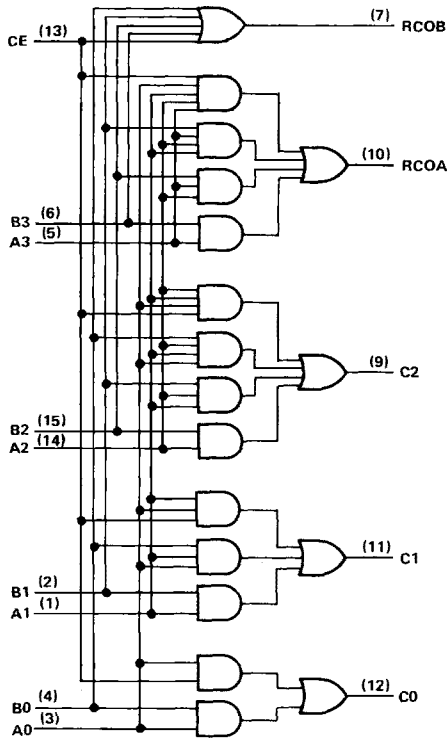 (7) RCOB
CE (13)
(10) RCOA
B3 (6)
A3 (5)
(9) C2
B2 (15)
A2 (14)
(11) C1
B1 (2)
A1 (1)
(12) C0
B0 (4)
A0 (3)